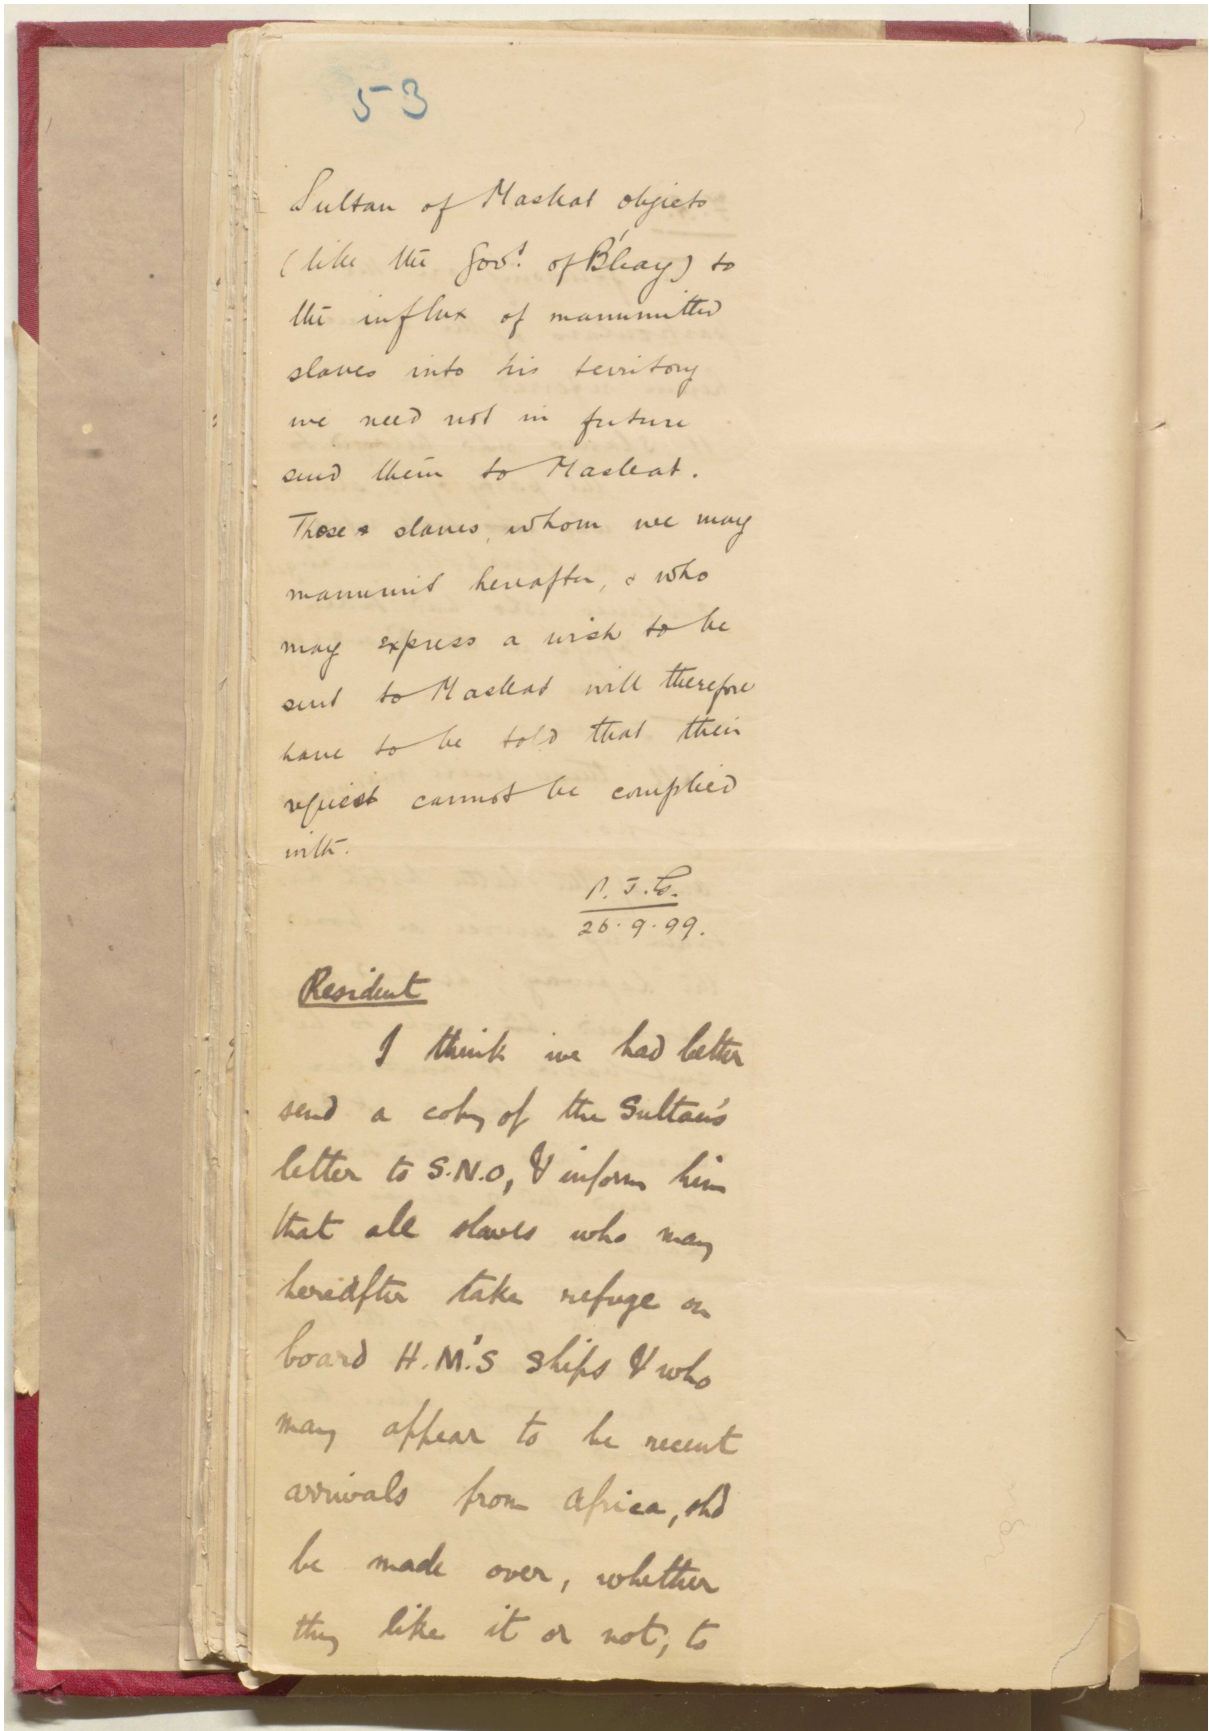 53
Sultan of Maskat objects
(like the Govt. of B'bay) to
the influx of manumitted
slaves into his territory
we need not in future
send them to Maskat.
Those slaves, whom we may
manumit hereafter, & who
may express a wish to be
sent to Maskat will therefore
have to be told that their
request cannot be complied
with.
P. J. C.
26.9.99.
Resident
I think we had better
send a copy of the Sultan's
letter to S.N.O, & inform him
that all slaves who may
hereafter take refuge on
board H.M.'s ships & who
may appear to be recent
arrivals from Africa, shd
be made over, whether
they like it or not, to